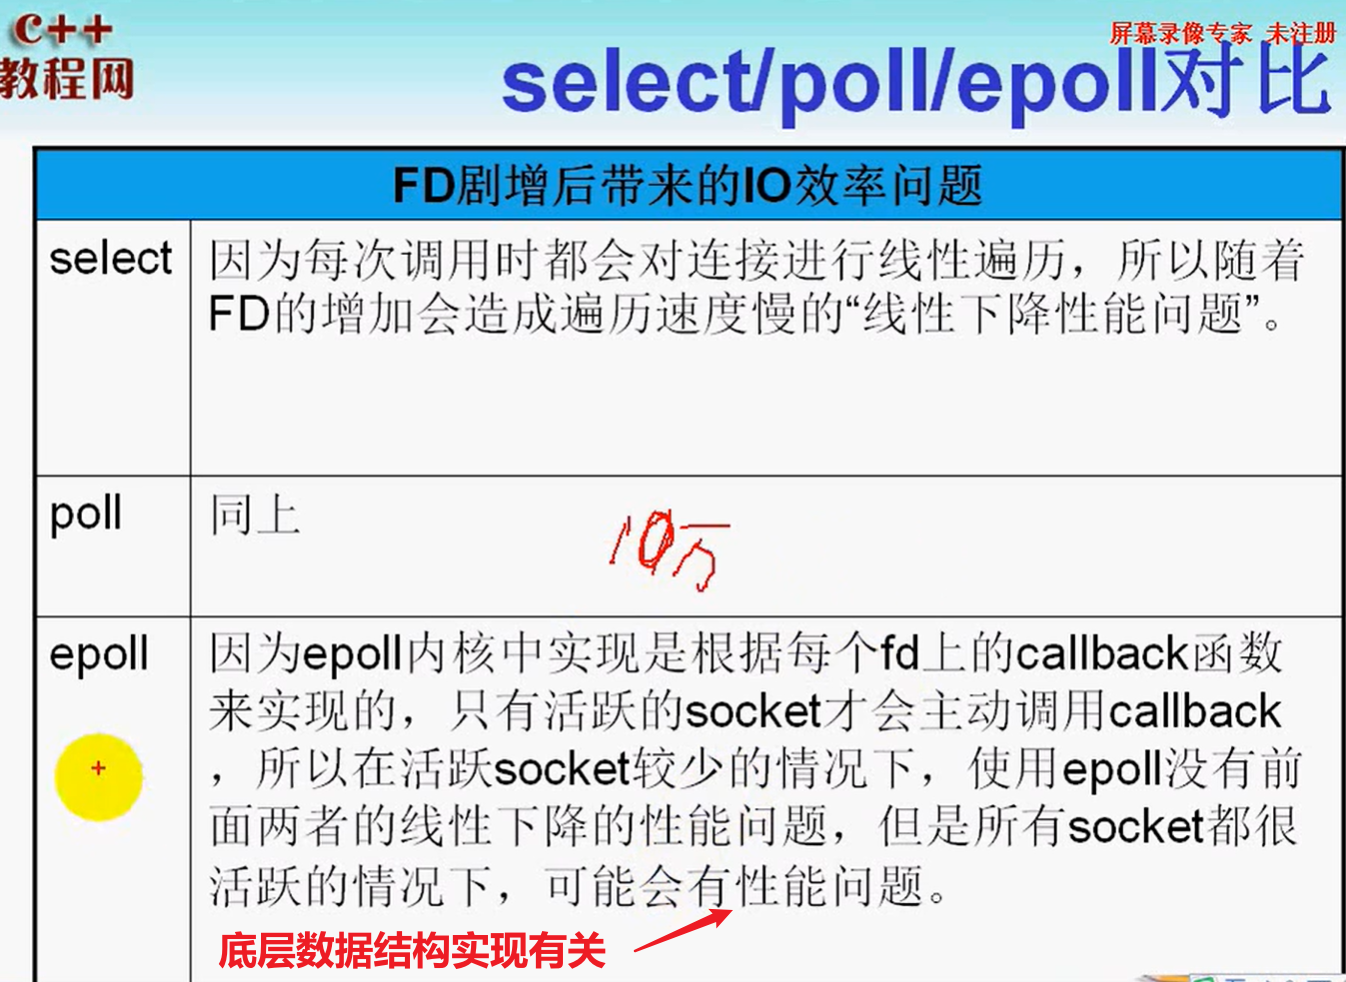 C++
教程网
屏幕录像专家 未注册
select/poll/epoll对比
FD剧增后带来的IO效率问题
select
因为每次调用时都会对连接进行线性遍历，所以随着
FD的增加会造成遍历速度慢的“线性下降性能问题”。
poll
同上
10万
epoll
因为epoll内核中实现是根据每个fd上的callback函数
来实现的，只有活跃的socket才会主动调用callback
，所以在活跃socket较少的情况下，使用epoll没有前
面两者的线性下降的性能问题，但是所有socket都很
活跃的情况下，可能会有性能问题。
底层数据结构实现有关